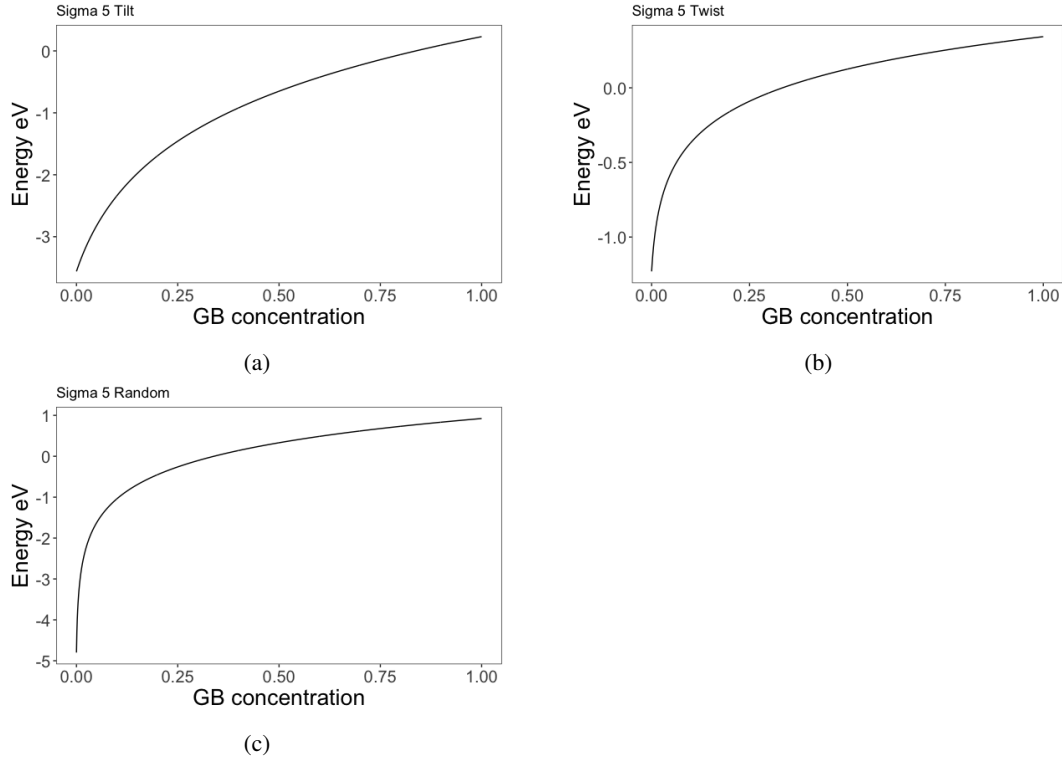 Sigma 5 Tilt
Energy eV
0
-1
-2
-3
0.00 0.25 0.50 0.75 1.00
GB concentration
(a)
Sigma 5 Twist
Energy eV
0.0
-0.5
-1.0
0.00 0.25 0.50 0.75 1.00
GB concentration
(b)
Sigma 5 Random
Energy eV
1
0
-1
-2
-3
-4
-5
0.00 0.25 0.50 0.75 1.00
GB concentration
(c)